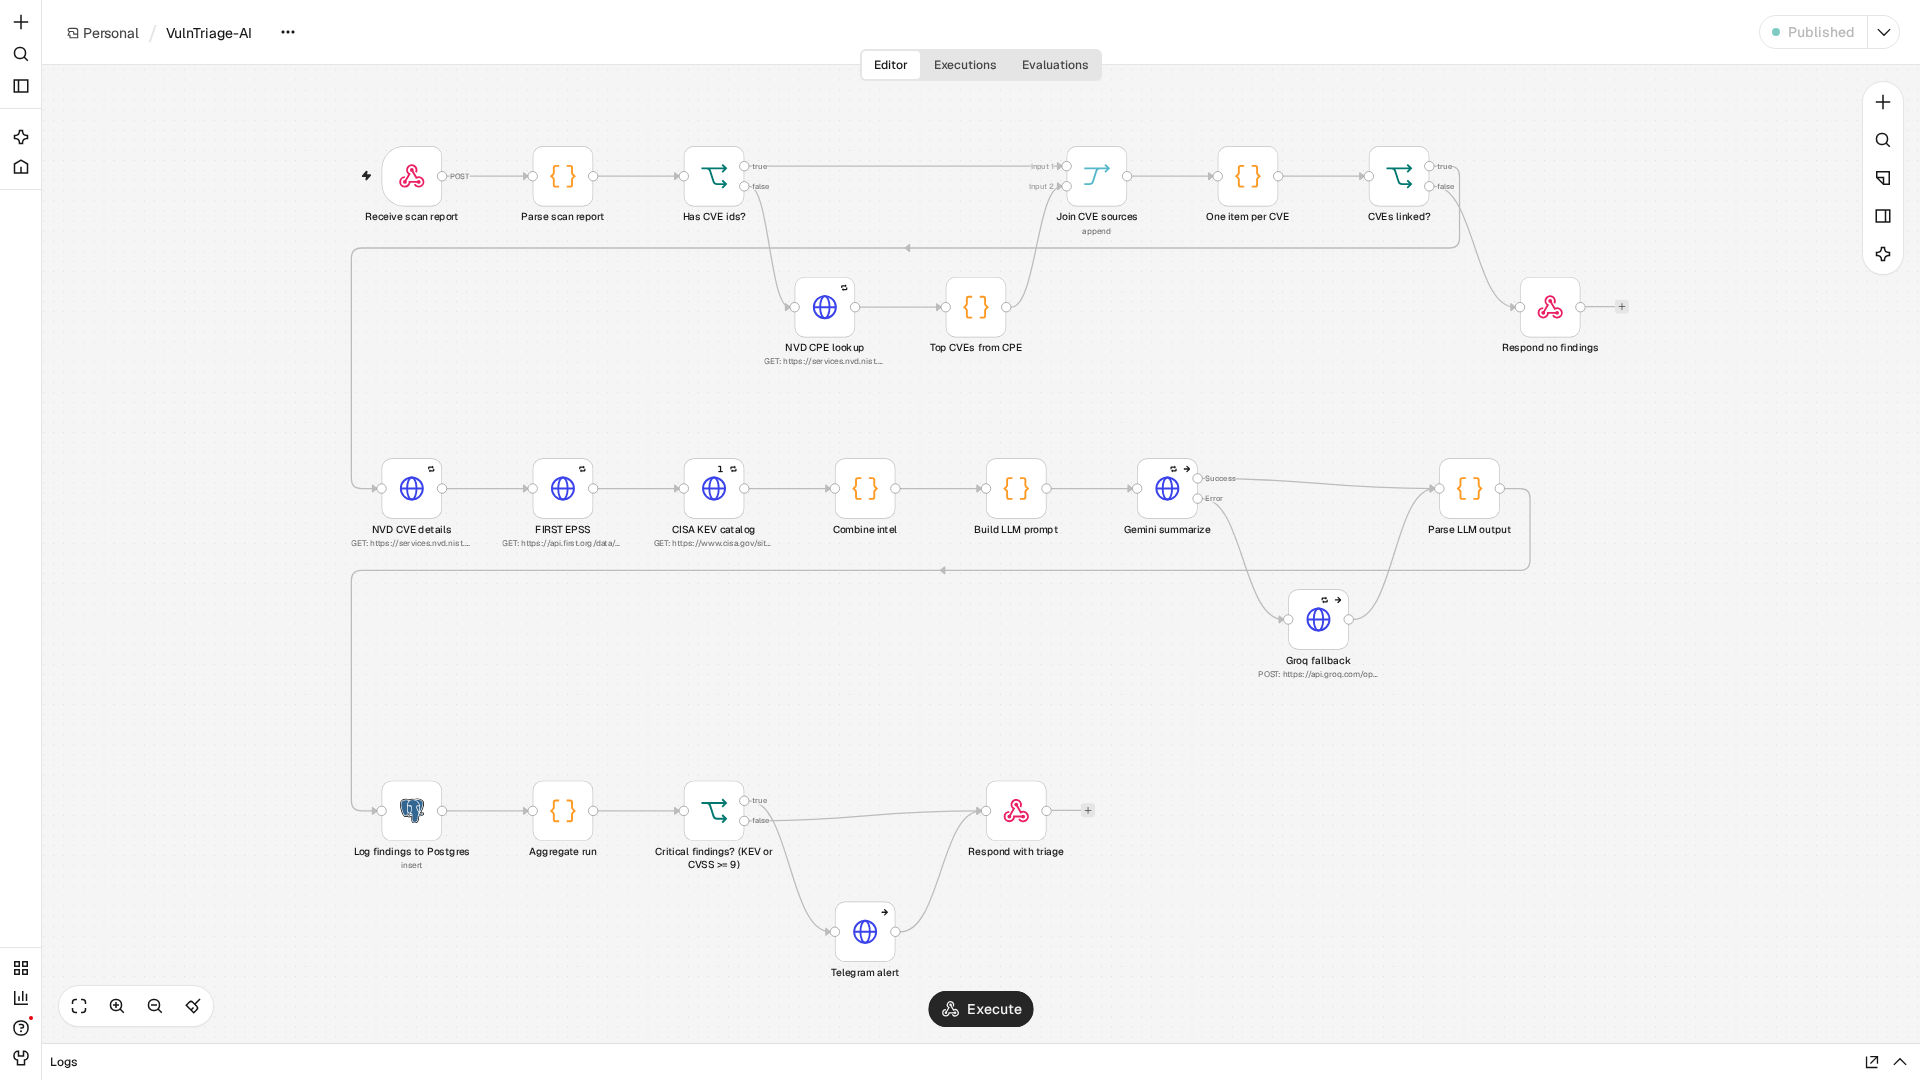 Personal / VulnTriage-AI
Published
Editor Executions Evaluations
POST
true
false
Input 1
Input 2
true
false
Receive scan report
Parse scan report
Has CVE ids?
Join CVE sources
append
One item per CVE
CVEs linked?
NVD CPE lookup
GET: https://services.nvd.nist....
Top CVEs from CPE
Respond no findings
1
Success
Error
NVD CVE details
GET: https://services.nvd.nist....
FIRST EPSS
GET: https://api.first.org/data/...
CISA KEV catalog
GET: https://www.cisa.gov/sit...
Combine intel
Build LLM prompt
Gemini summarize
Parse LLM output
Groq fallback
POST: https://api.groq.com/op...
true
false
Log findings to Postgres
insert
Aggregate run
Critical findings? (KEV or
CVSS >= 9)
Respond with triage
Telegram alert
Execute
Logs